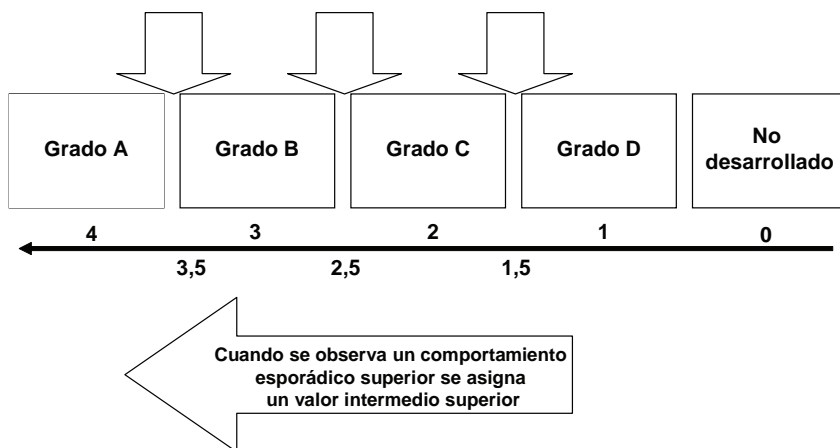 Grado A
Grado B
Grado C
Grado D
No
desarrollado
4
3
2
1
0
3,5
2,5
1,5
Cuando se observa un comportamiento
esporádico superior se asigna
un valor intermedio superior